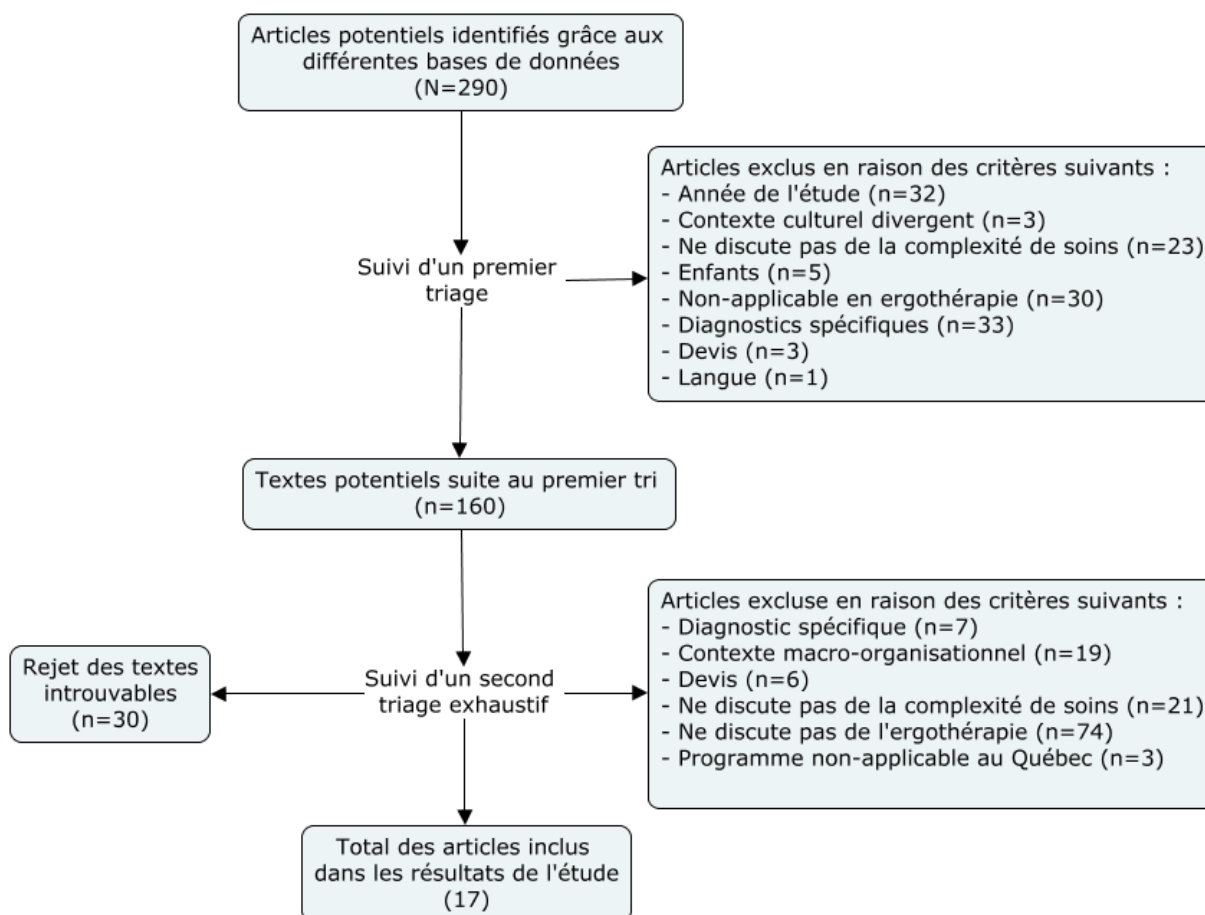 Articles potentiels identifiés grâce aux
différentes bases de données
(N=290)
Articles exclus en raison des critères suivants :
- Année de l'étude (n=32)
- Contexte culturel divergent (n=3)
- Ne discute pas de la complexité de soins (n=23)
- Enfants (n=5)
- Non-applicable en ergothérapie (n=30)
- Diagnostics spécifiques (n=33)
- Devis (n=3)
- Langue (n=1)
Suivi d'un premier
triage
Textes potentiels suite au premier tri
(n=160)
Articles excluse en raison des critères suivants :
- Diagnostic spécifique (n=7)
- Contexte macro-organisationnel (n=19)
- Devis (n=6)
- Ne discute pas de la complexité de soins (n=21)
- Ne discute pas de l'ergothérapie (n=74)
- Programme non-applicable au Québec (n=3)
Rejet des textes
introuvables
(n=30)
Suivi d'un second
triage exhaustif
Total des articles inclus
dans les résultats de l'étude
(17)